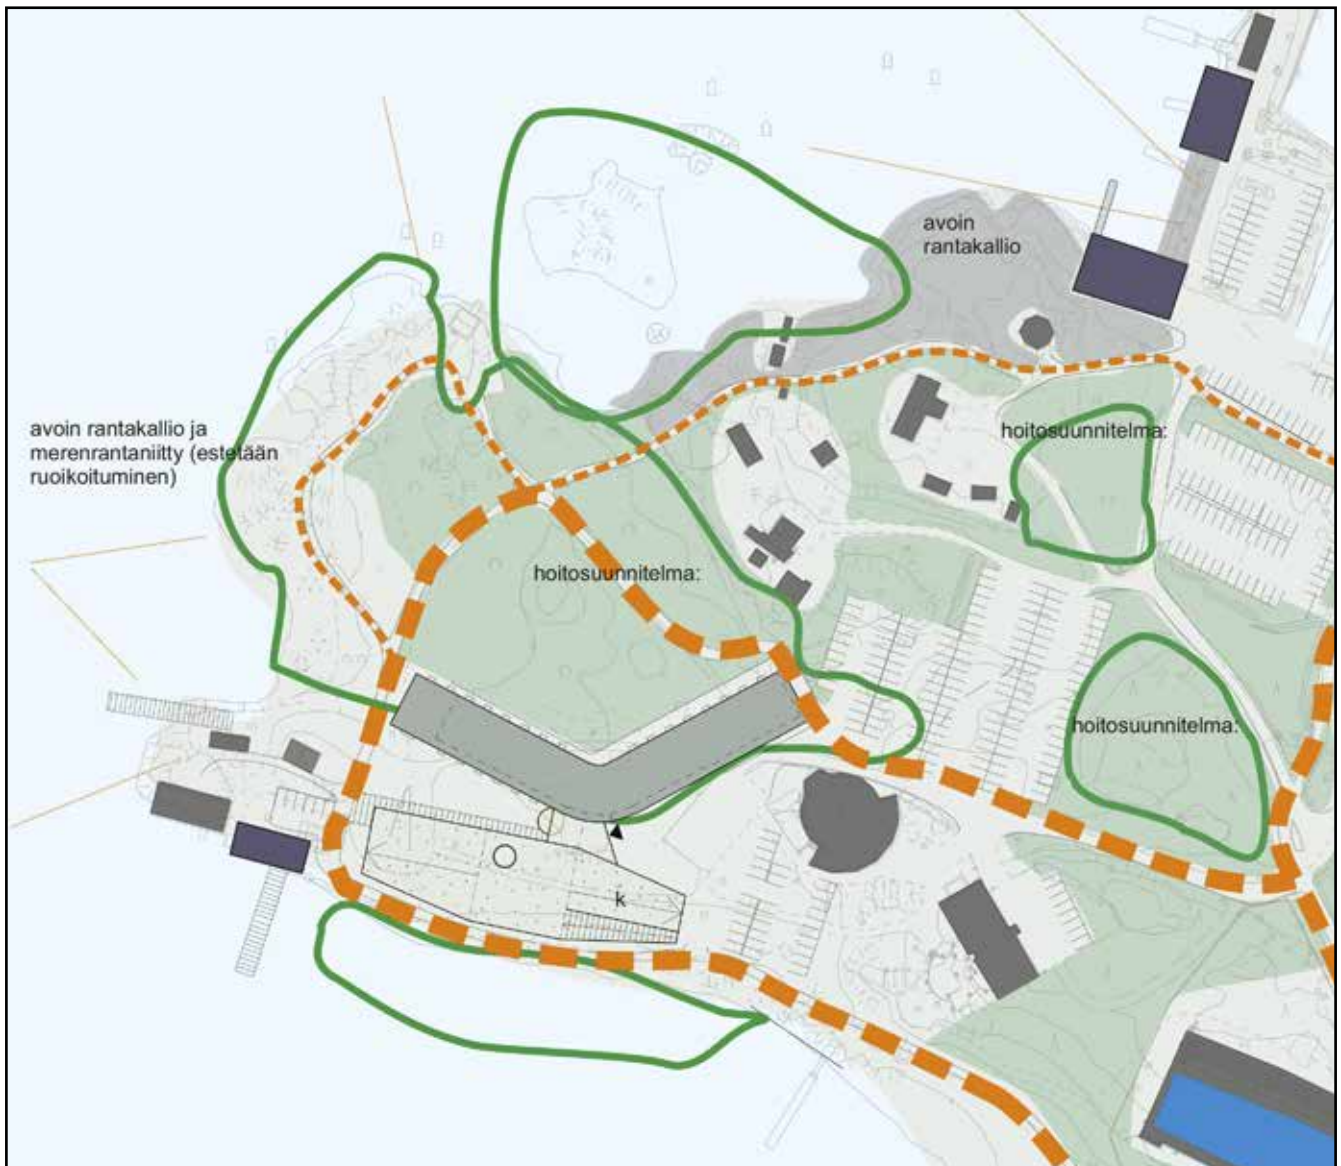 avoin
rantakallio
avoin rantakallio ja
merenrantaniitty (estetään
ruoikoituminen)
hoitosuunnitelma:
hoitosuunnitelma:
hoitosuunnitelma:
k